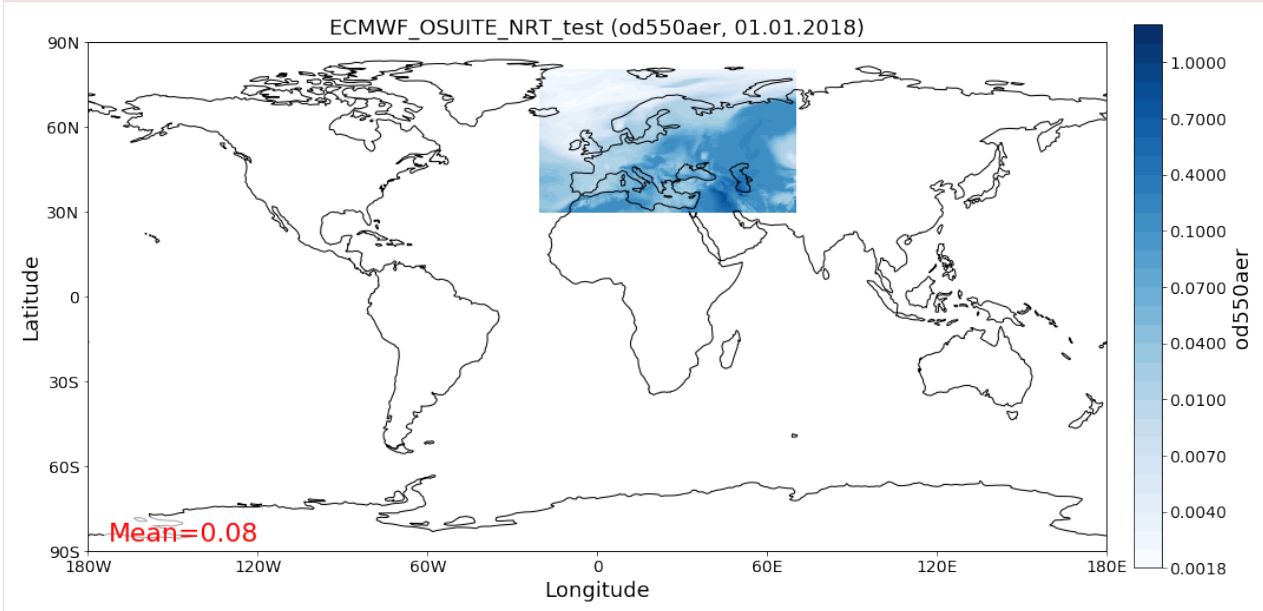 ECMWF_OSUITE_NRT_test (od550aer, 01.01.2018)
90N
60N
30N
0
30S
60S
90S
Latitude
Mean=0.08
180W
120W
60W
0
60E
120E
180E
Longitude
1.0000
0.7000
0.4000
0.1000
0.0700
0.0400
0.0100
0.0070
0.0040
0.0018
od550aer